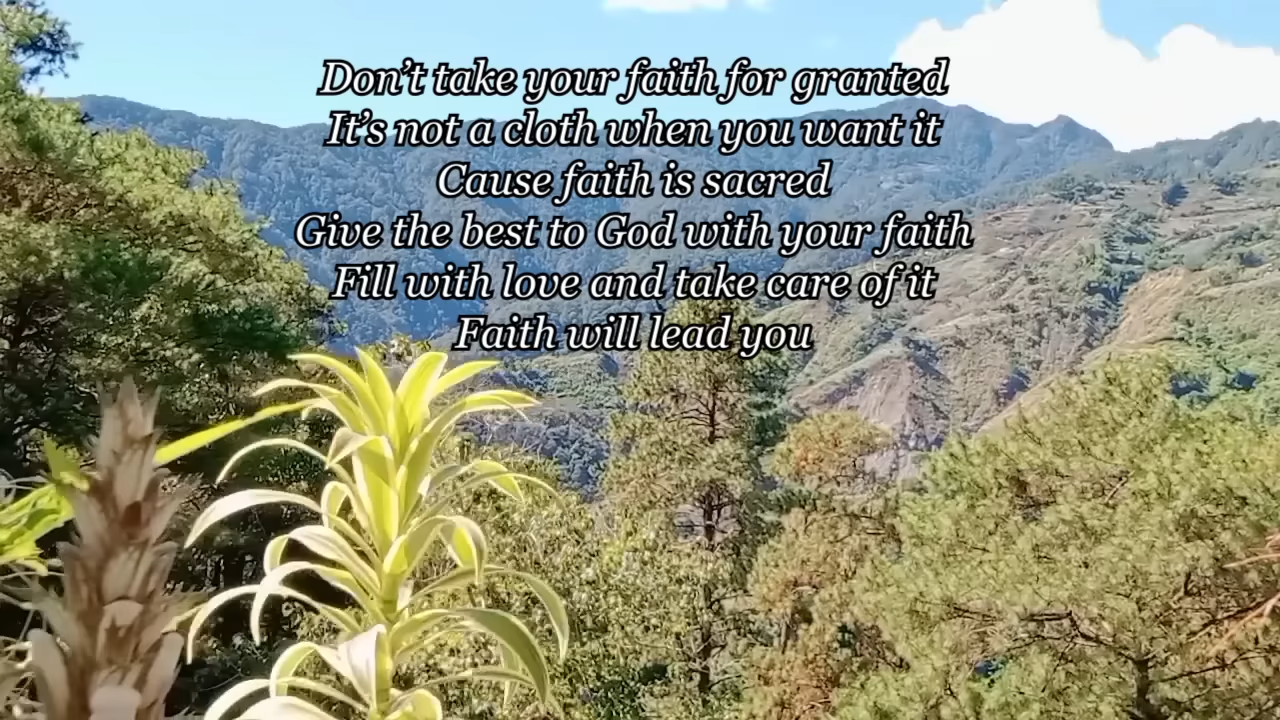 Don't take your faith for granted
It's not a cloth when you want it
Cause faith is sacred
Give the best to God with your faith
Fill with love and take care of it
Faith will lead you